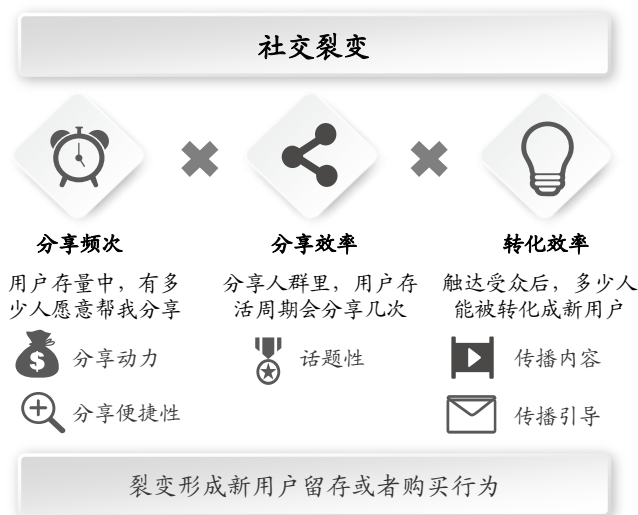 社交裂变
分享频次
分享效率
转化效率
用户存量中，有多
少人愿意帮我分享
分享人群里，用户存
活周期会分享几次
触达受众后，多少人
能被转化成新用户
分享动力
话题性
传播内容
分享便捷性
传播引导
裂变形成新用户留存或者购买行为